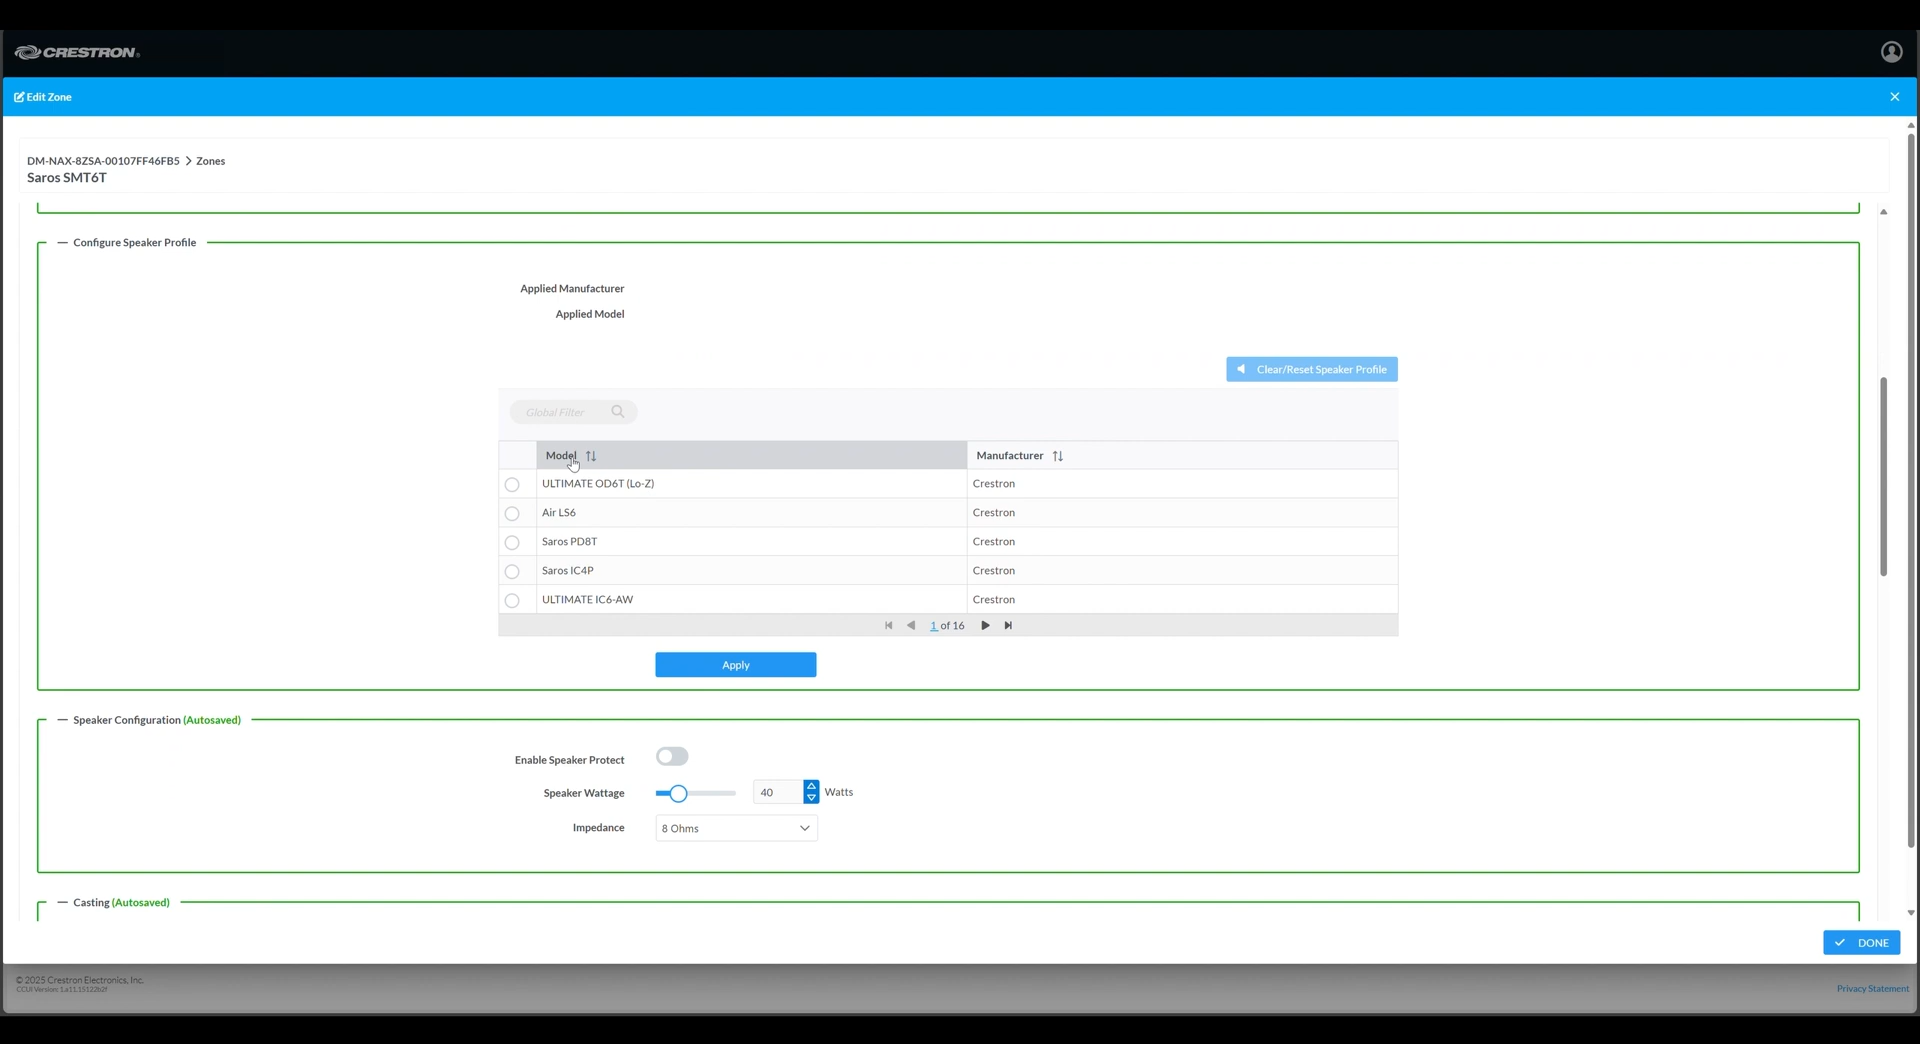 CRESTRON
Edit Zone
DM-NAX-8ZSA-00107FF46FB5 > Zones
Saros SMT6T
Configure Speaker Profile
Applied Manufacturer
Applied Model
Clear/Reset Speaker Profile
Global Filter
Model Manufacturer
ULTIMATE OD6T (Lo-Z) Crestron
Air LS6 Crestron
Saros PD8T Crestron
Saros IC4P Crestron
ULTIMATE IC6-AW Crestron
1 of 16
Apply
Speaker Configuration (Autosaved)
Enable Speaker Protect
Speaker Wattage 40 Watts
Impedance 8 Ohms
Casting (Autosaved)
DONE
© 2025 Crestron Electronics, Inc.
CCUI Version:
Privacy Statement